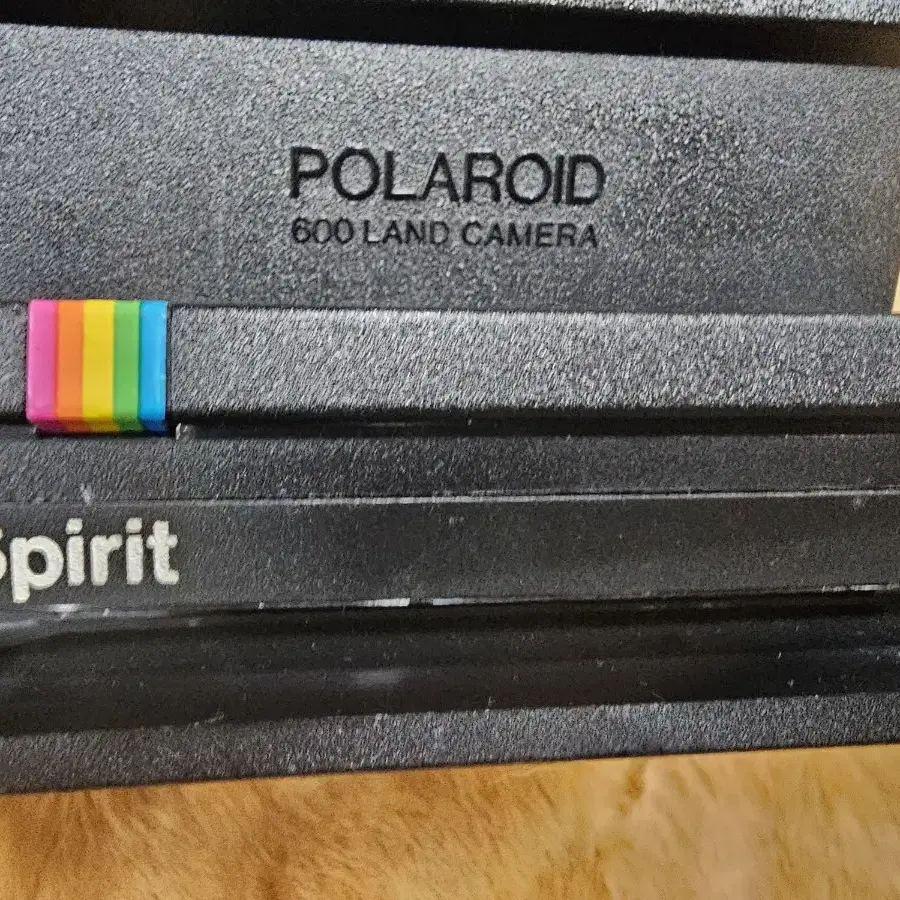 POLAROID
600 LAND CAMERA
Spirit